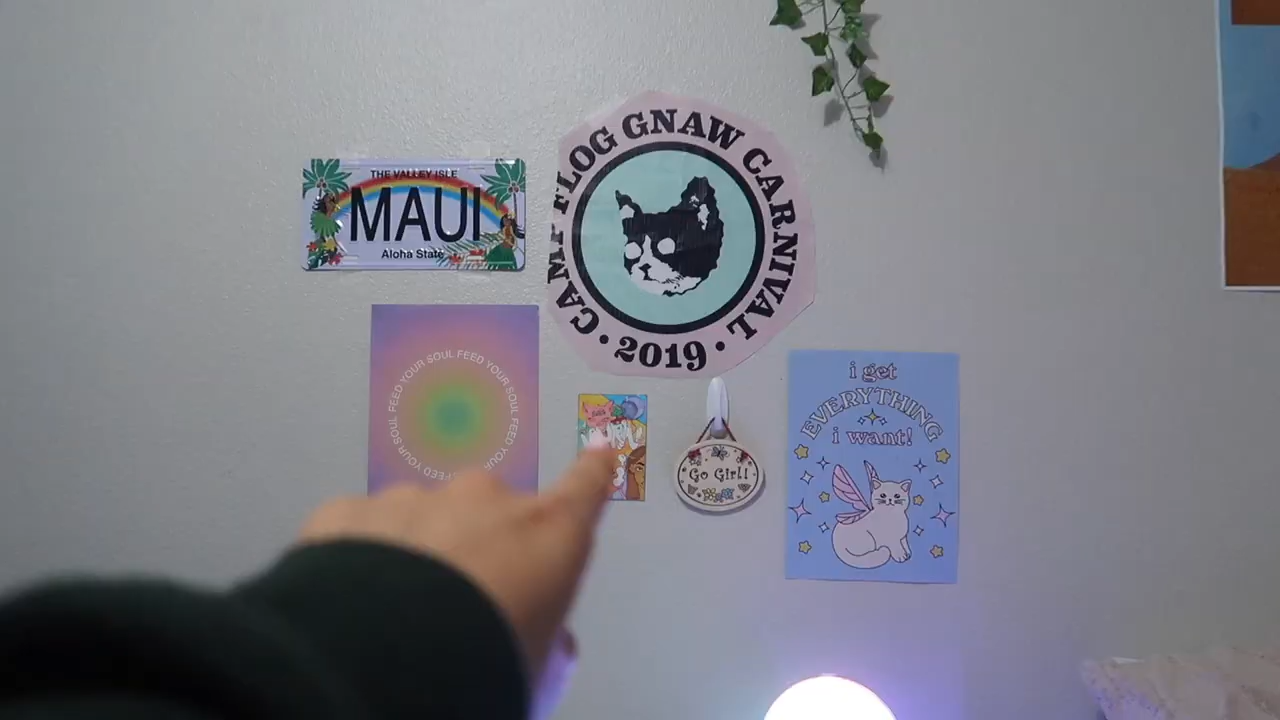 THE VALLEY ISLE
MAUI
Aloha State
CAMP FLOG GNAW CARNIVAL
• 2019 •
FEED YOUR SOUL FEED YOUR SOUL FEED YOUR SOUL FEED YOUR
Go Girl!
i get
EVERYTHING
i want!